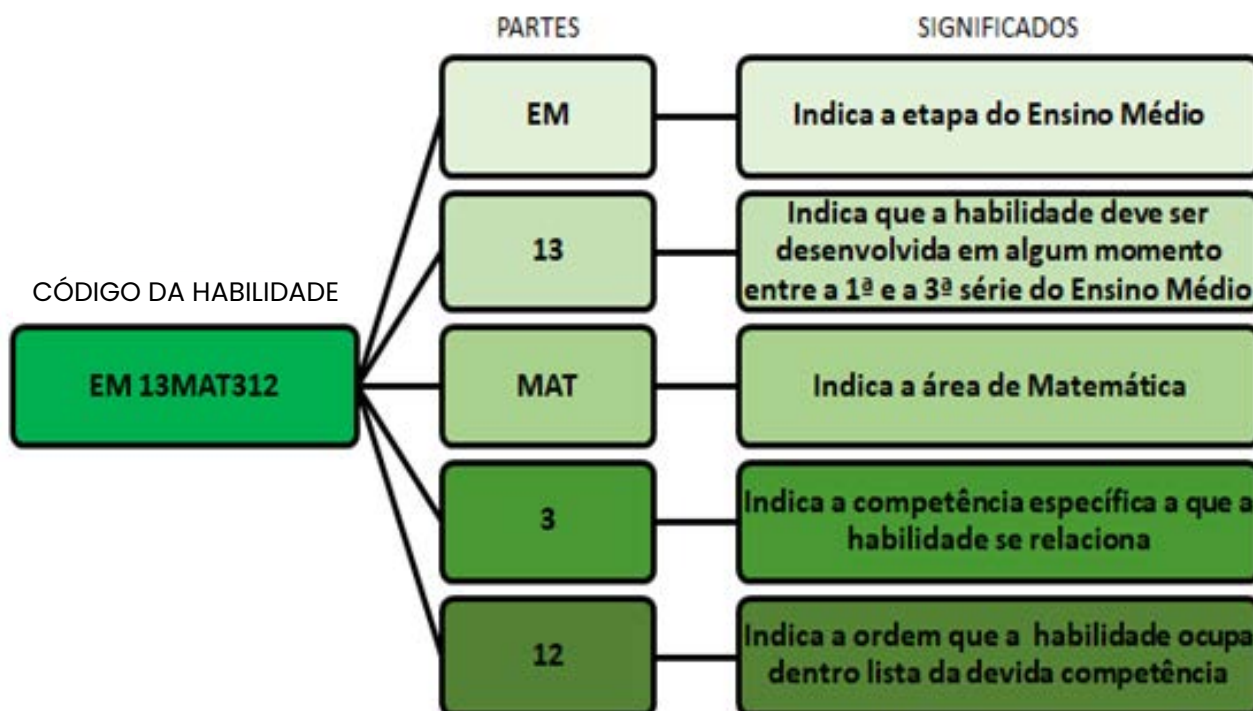 PARTES
SIGNIFICADOS
EM
Indica a etapa do Ensino Médio
13
Indica que a habilidade deve ser
desenvolvida em algum momento
entre a 1ª e a 3ª série do Ensino Médio
CÓDIGO DA HABILIDADE
EM 13MAT312
MAT
Indica a área de Matemática
3
Indica a competência específica a que a
habilidade se relaciona
12
Indica a ordem que a habilidade ocupa
dentro lista da devida competência